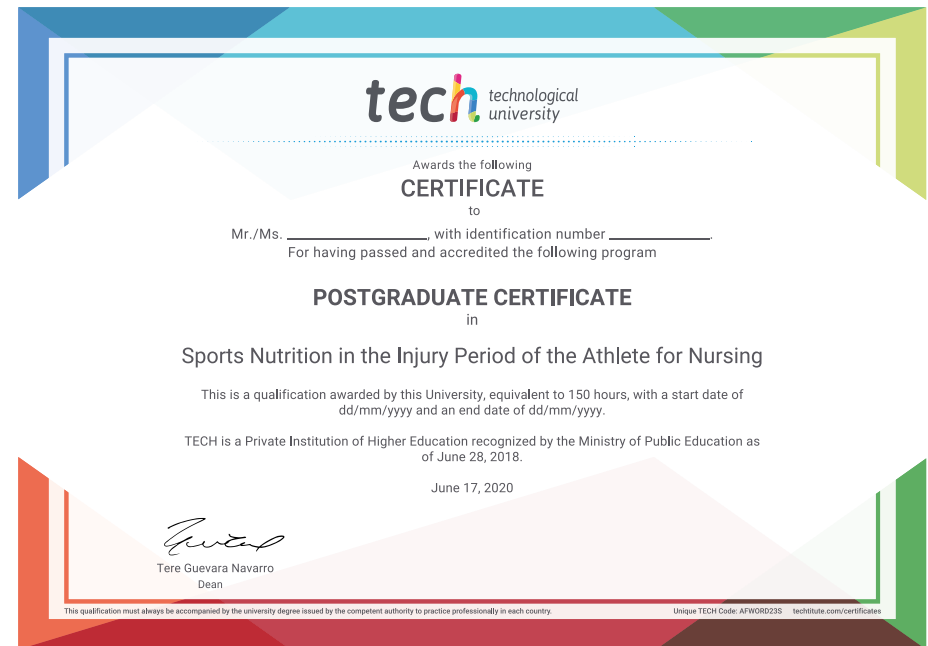 tech technological
university
Awards the following
CERTIFICATE
to
Mr./Ms. ____________________, with identification number ______________.
For having passed and accredited the following program
POSTGRADUATE CERTIFICATE
in
Sports Nutrition in the Injury Period of the Athlete for Nursing
This is a qualification awarded by this University, equivalent to 150 hours, with a start date of
dd/mm/yyyy and an end date of dd/mm/yyyy.
TECH is a Private Institution of Higher Education recognized by the Ministry of Public Education as
of June 28, 2018.
June 17, 2020
Tere Guevara Navarro
Dean
This qualification must always be accompanied by the university degree issued by the competent authority to practice professionally in each country.
Unique TECH Code: AFWORD23S techtitute.com/certificates